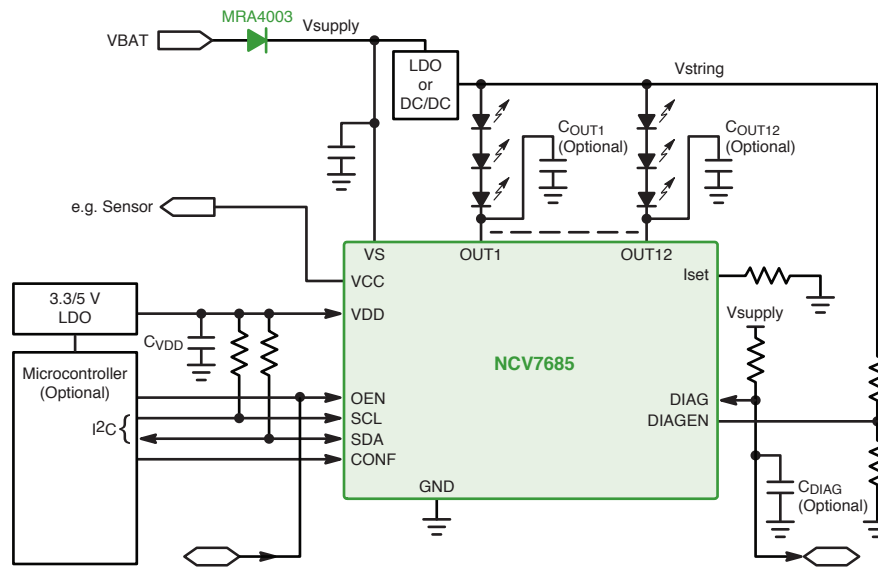 MRA4003
VBAT
Vsupply
LDO
or
DC/DC
Vstring
COUT1
(Optional)
COUT12
(Optional)
e.g. Sensor
VS
OUT1
OUT12
VCC
Iset
3.3/5 V
LDO
VDD
Vsupply
CVDD
NCV7685
Microcontroller
(Optional)
OEN
DIAG
I2C
SCL
DIAGEN
SDA
CONF
GND
CDIAG
(Optional)